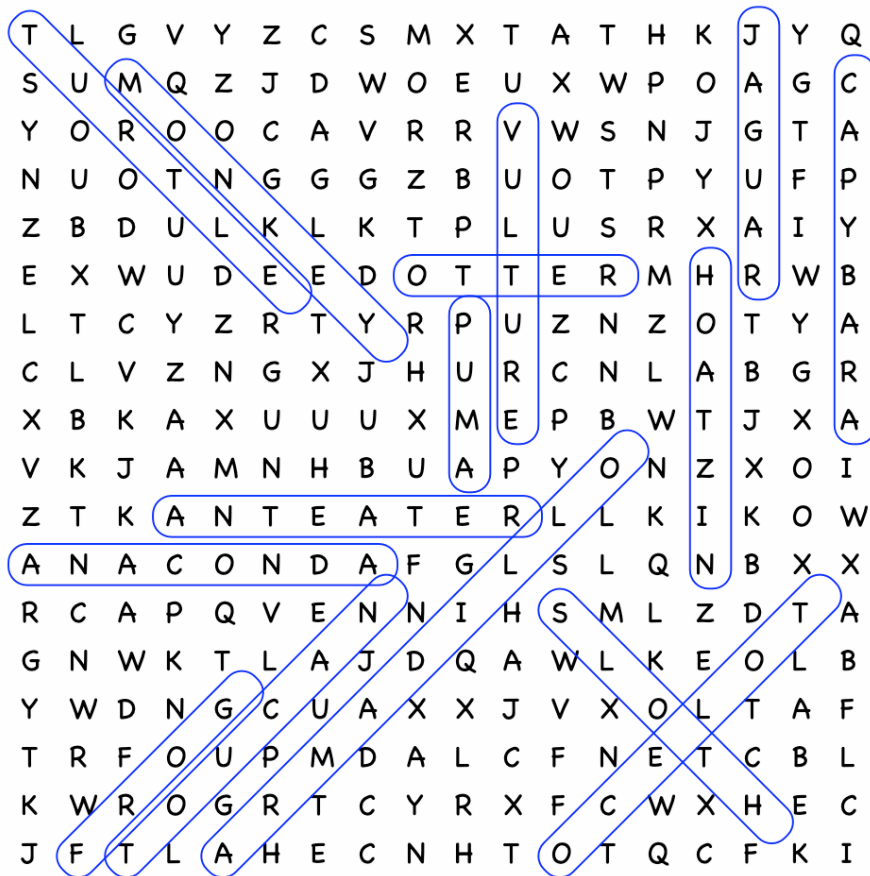 T L G V Y Z C S M X T A T H K J Y Q
S U M Q Z J D W O E U X W P O A G C
Y O R O O C A V R R V W S N J G T A
N U O T N G G G Z B U O T P Y U F P
Z B D U L K L K T P L U S R X A I Y
E X W U D E E D O T T E R M H R W B
L T C Y Z R T Y R P U Z N Z O T Y A
C L V Z N G X J H U R C N L A B G R
X B K A X U U U X M E P B W T J X A
V K J A M N H B U A P Y O N Z X O I
Z T K A N T E A T E R L L K I K O W
A N A C O N D A F G L S L Q N B X X
R C A P Q V E N N I H S M L Z D T A
G N W K T L A J D Q A W L K E O L B
Y W D N G C U A X X J V X O L T A F
T R F O U P M D A L C F N E T C B L
K W R O G R T C Y R X F C W X H E C
J F T L A H E C N H T O T Q C F K I